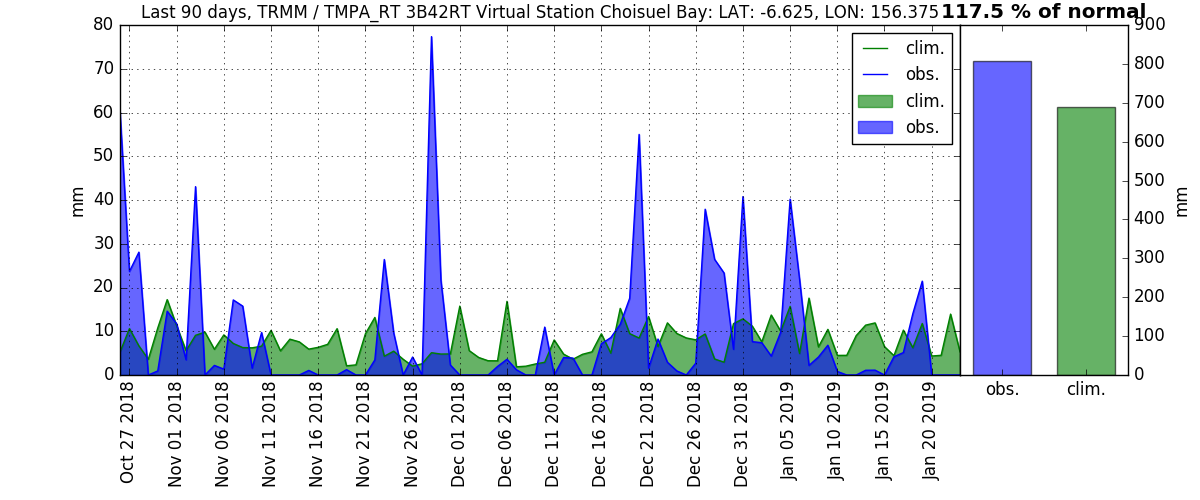 Last 90 days, TRMM / TMPA_RT 3B42RT Virtual Station Choisuel Bay: LAT: -6.625, LON: 156.375 117.5 % of normal
80
70
60
50
40
30
20
10
0
mm
clim.
obs.
clim.
obs.
900
800
700
600
500
400
300
200
100
0
mm
obs.
clim.
Oct 27 2018
Nov 01 2018
Nov 06 2018
Nov 11 2018
Nov 16 2018
Nov 21 2018
Nov 26 2018
Dec 01 2018
Dec 06 2018
Dec 11 2018
Dec 16 2018
Dec 21 2018
Dec 26 2018
Dec 31 2018
Jan 05 2019
Jan 10 2019
Jan 15 2019
Jan 20 2019